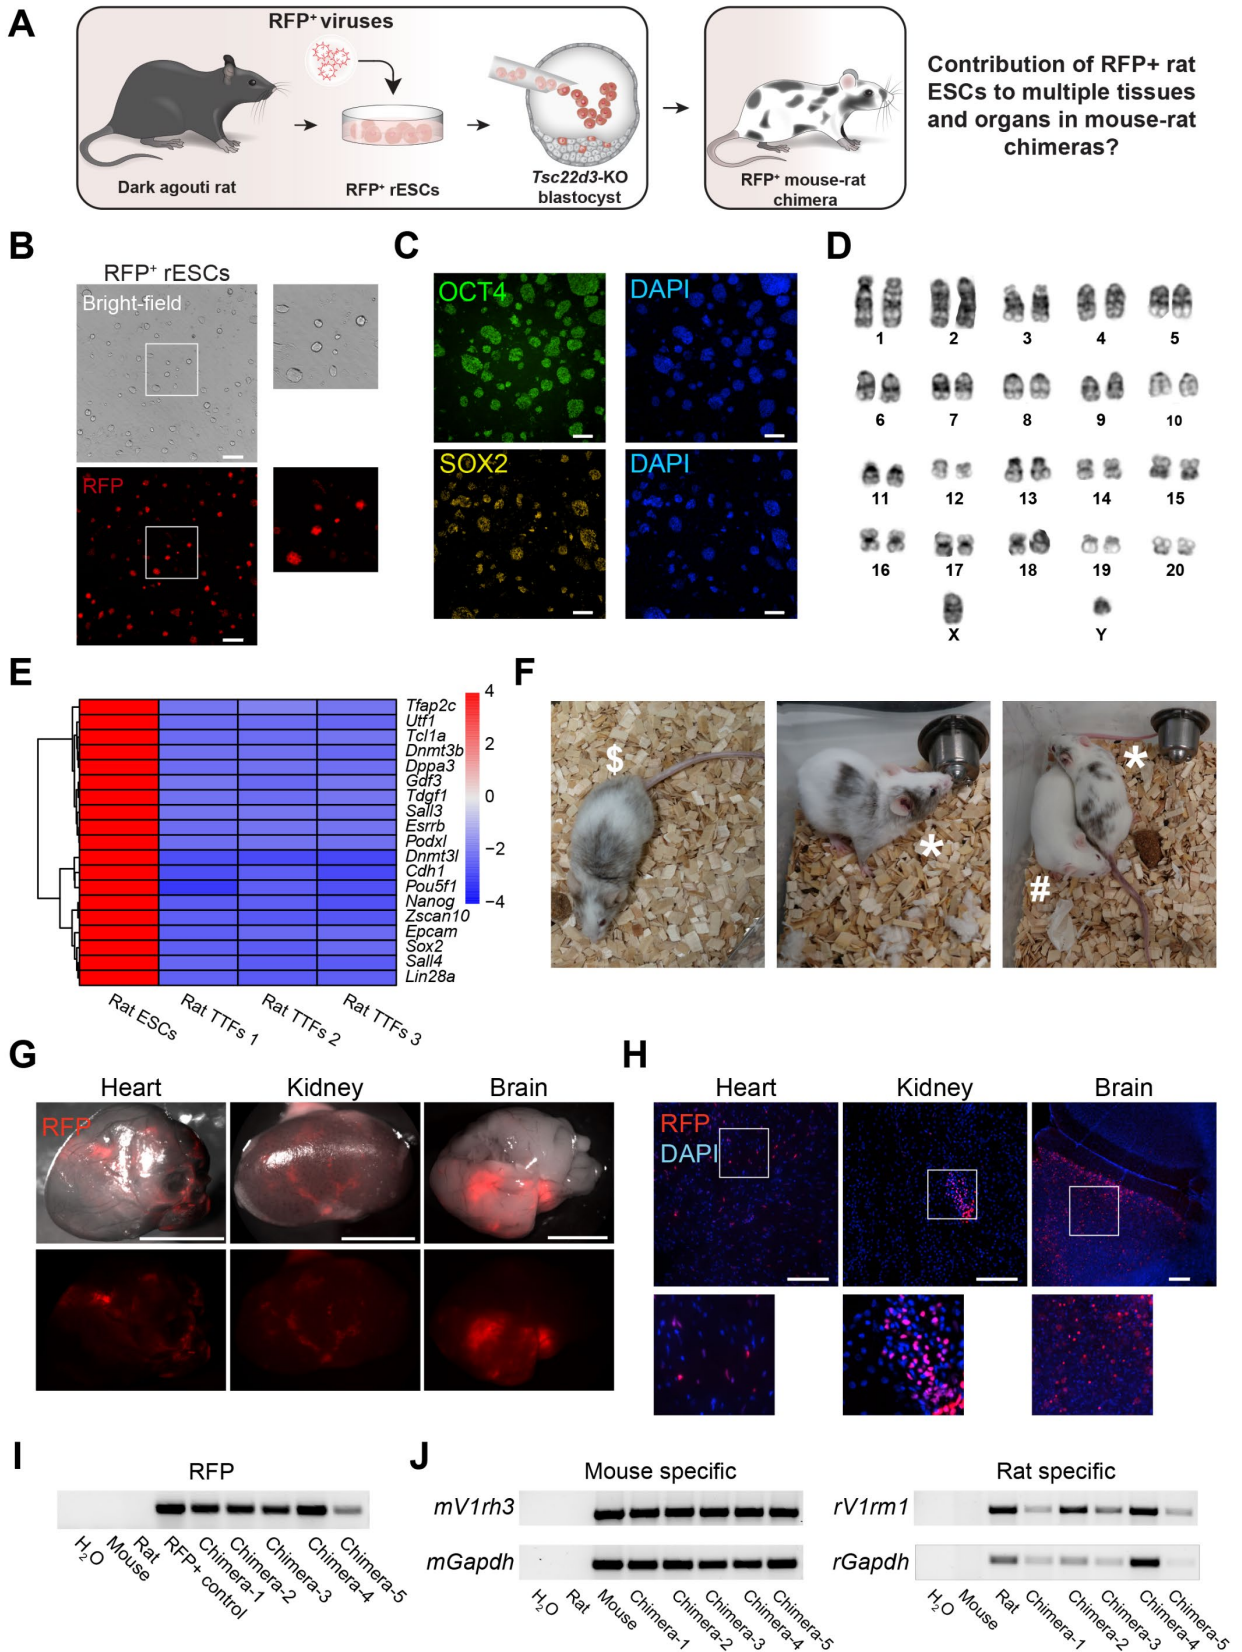 A
RFP⁺ viruses
Dark agouti rat
RFP⁺ rESCs
Tsc22d3-KO
blastocyst
RFP⁺ mouse-rat
chimera
Contribution of RFP+ rat
ESCs to multiple tissues
and organs in mouse-rat
chimeras?
B
RFP⁺ rESCs
Bright-field
RFP
C
OCT4
DAPI
SOX2
DAPI
D
1 2 3 4 5
6 7 8 9 10
11 12 13 14 15
16 17 18 19 20
X Y
E
Tfap2c
Utf1
Tcl1a
Dnmt3b
Dppa3
Gdf3
Tdgf1
Sall3
Esrrb
Podxl
Dnmt3l
Cdh1
Pou5f1
Nanog
Zscan10
Epcam
Sox2
Sall4
Lin28a
4
2
0
−2
−4
Rat ESCs
Rat TTFs 1
Rat TTFs 2
Rat TTFs 3
F
$
*
*
#
G
Heart Kidney Brain
RFP
H
Heart Kidney Brain
RFP
DAPI
I
RFP
H₂O
Mouse
Rat
RFP+ control
Chimera-1
Chimera-2
Chimera-3
Chimera-4
Chimera-5
J
Mouse specific
mV1rh3
mGapdh
H₂O
Rat
Mouse
Chimera-1
Chimera-2
Chimera-3
Chimera-4
Chimera-5
Rat specific
rV1rm1
rGapdh
H₂O
Mouse
Rat
Chimera-1
Chimera-2
Chimera-3
Chimera-4
Chimera-5